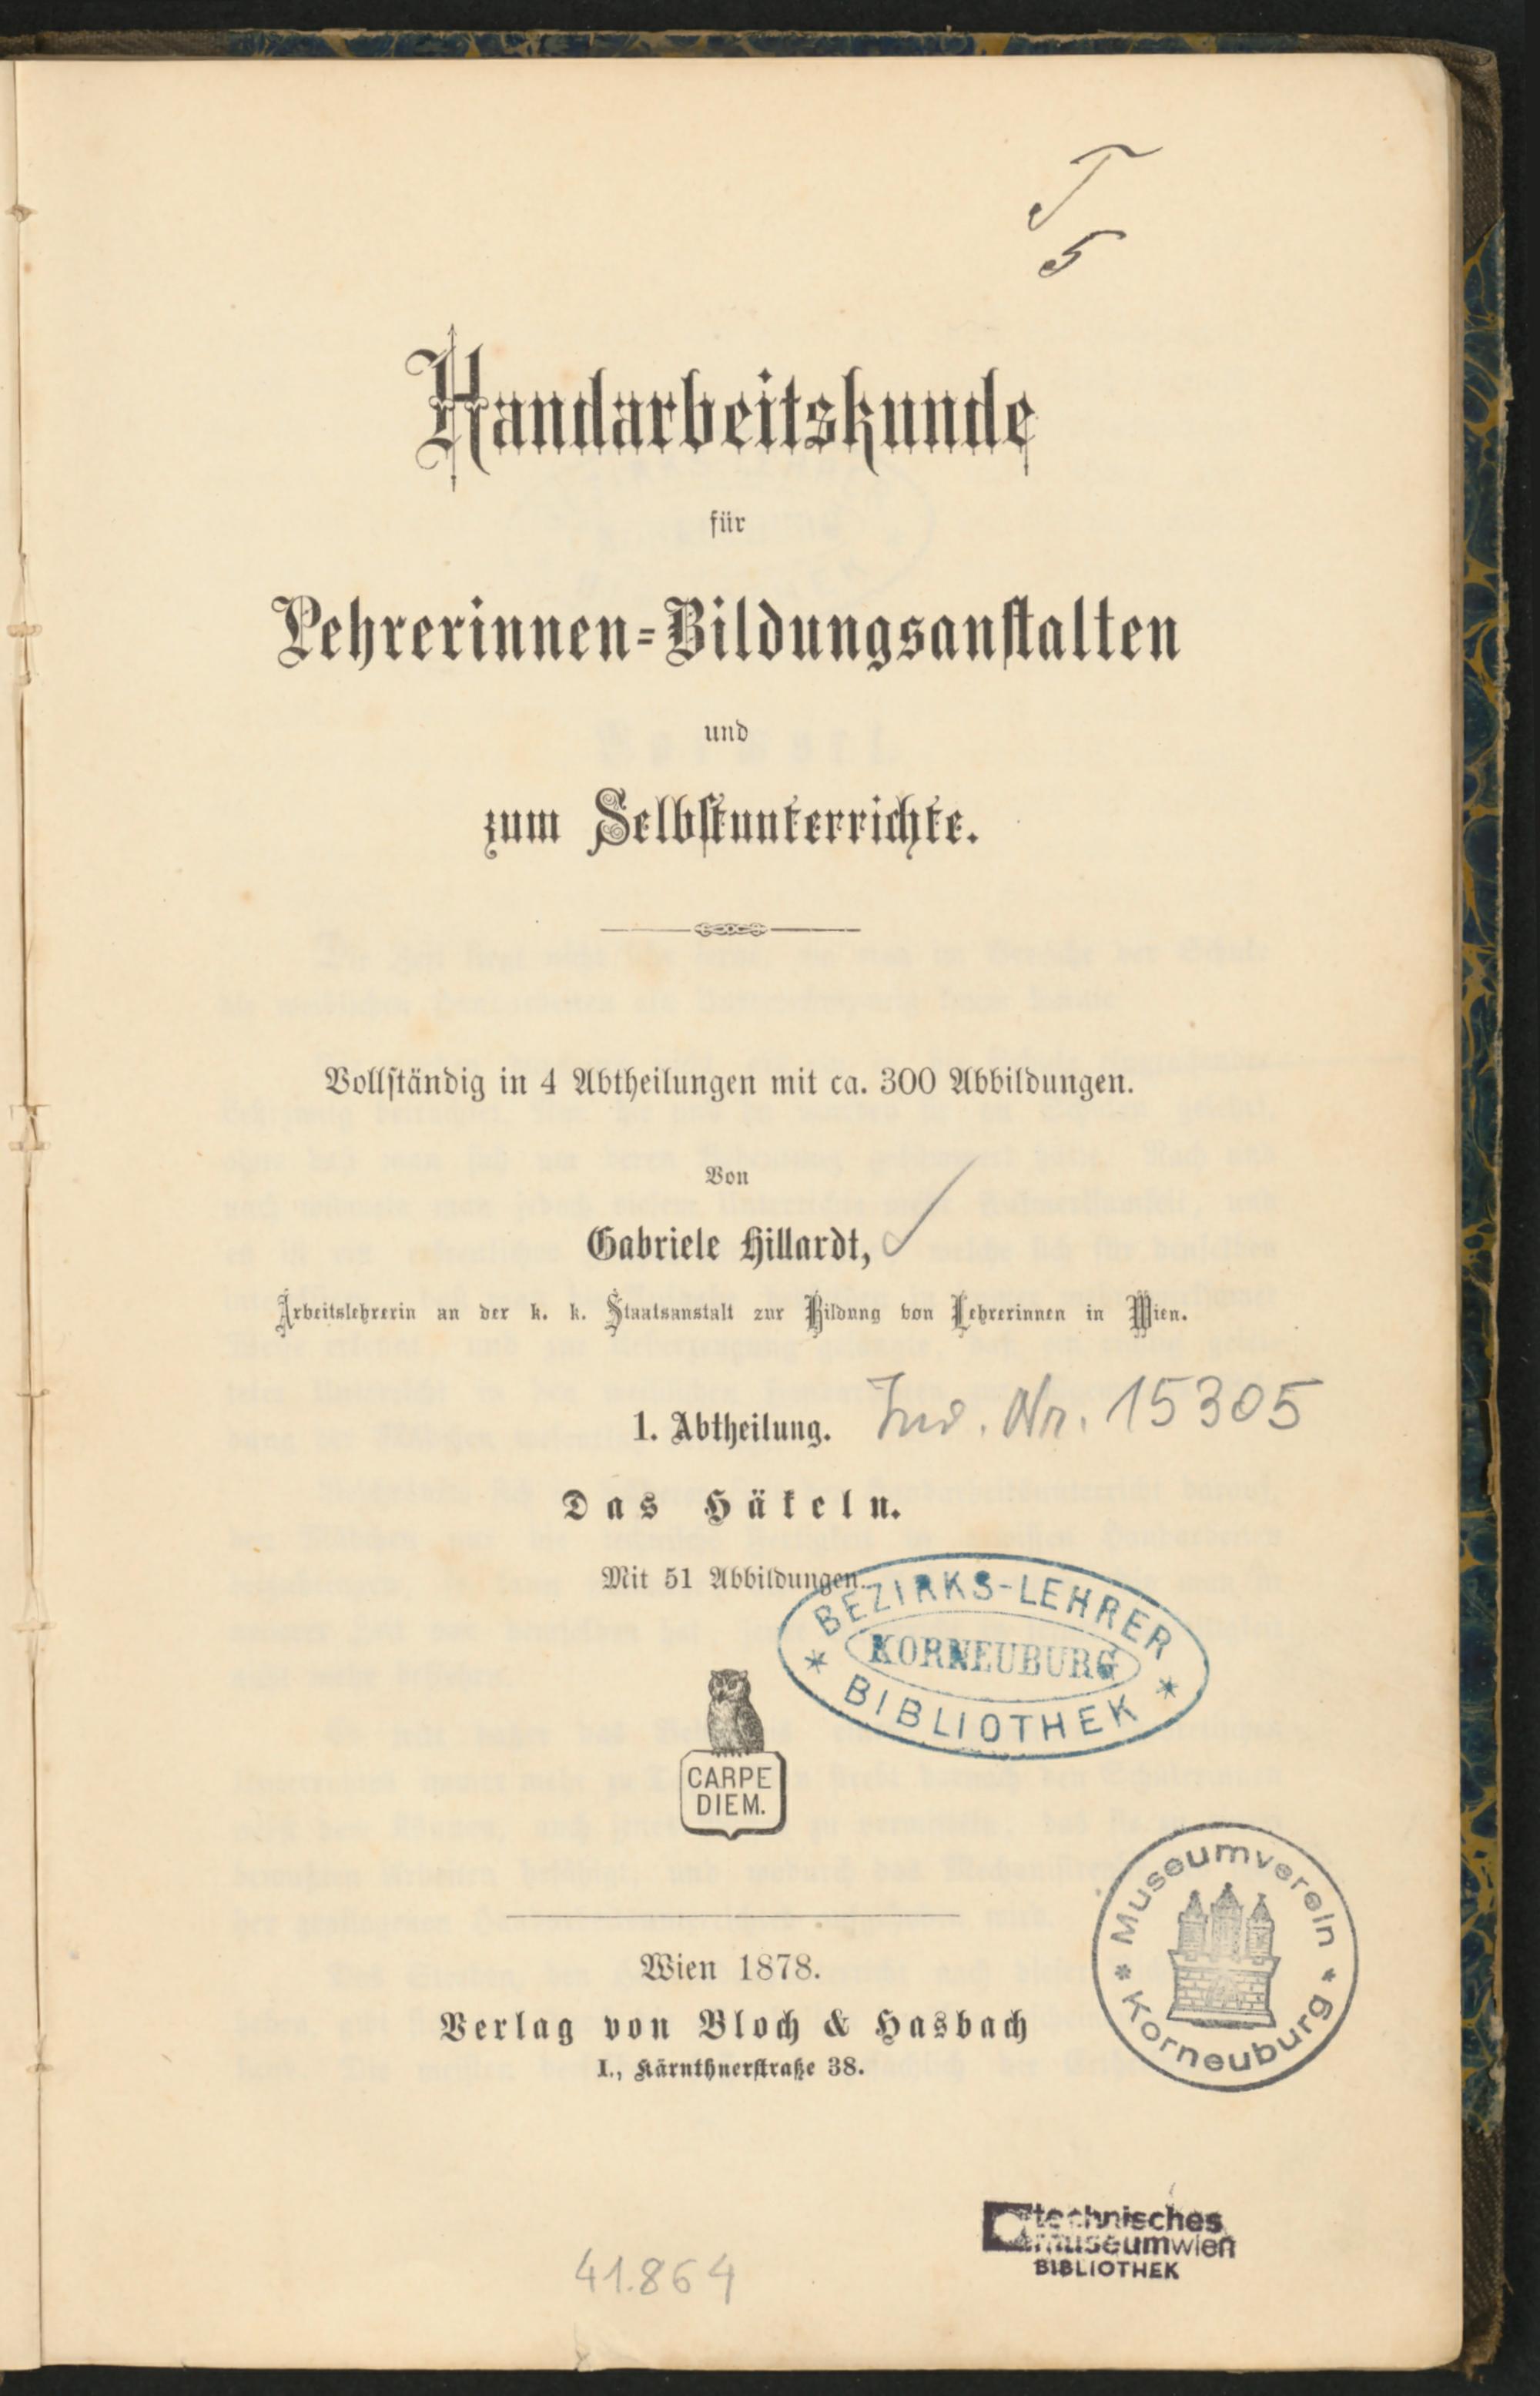 T
5
Handarbeitskunde
für
Lehrerinnen-Bildungsanstalten
und
zum Selbstunterrichte.
Vollständig in 4 Abtheilungen mit ca. 300 Abbildungen.
Von
Gabriele Hillardt,
Arbeitslehrerin an der k. k. Staatsanstalt zur Bildung von Lehrerinnen in Wien.
1. Abtheilung. Inv. Nr. 15305
Das Häkeln.
Mit 51 Abbildungen.
BEZIRKS-LEHRER
KORNEUBURG
BIBLIOTHEK
CARPE
DIEM.
Museumverein
Korneuburg
Wien 1878.
Verlag von Bloch & Hasbach
I., Kärnthnerstraße 38.
technisches
museumwien
BIBLIOTHEK
41.864